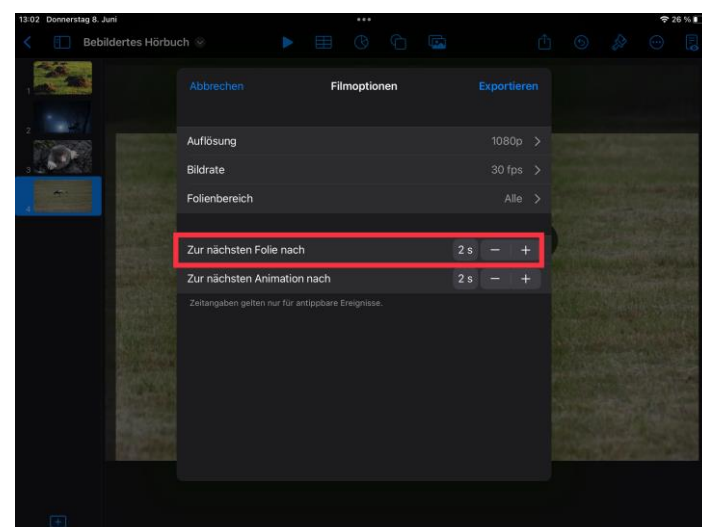 13:02 Donnerstag 8. Juni
26 %
Bebildertes Hörbuch
Abbrechen Filmoptionen Exportieren
Auflösung 1080p
Bildrate 30 fps
Folienbereich Alle
Zur nächsten Folie nach 2 s − +
Zur nächsten Animation nach 2 s − +
Zeitangaben gelten nur für antippbare Ereignisse.
1
2
3
4